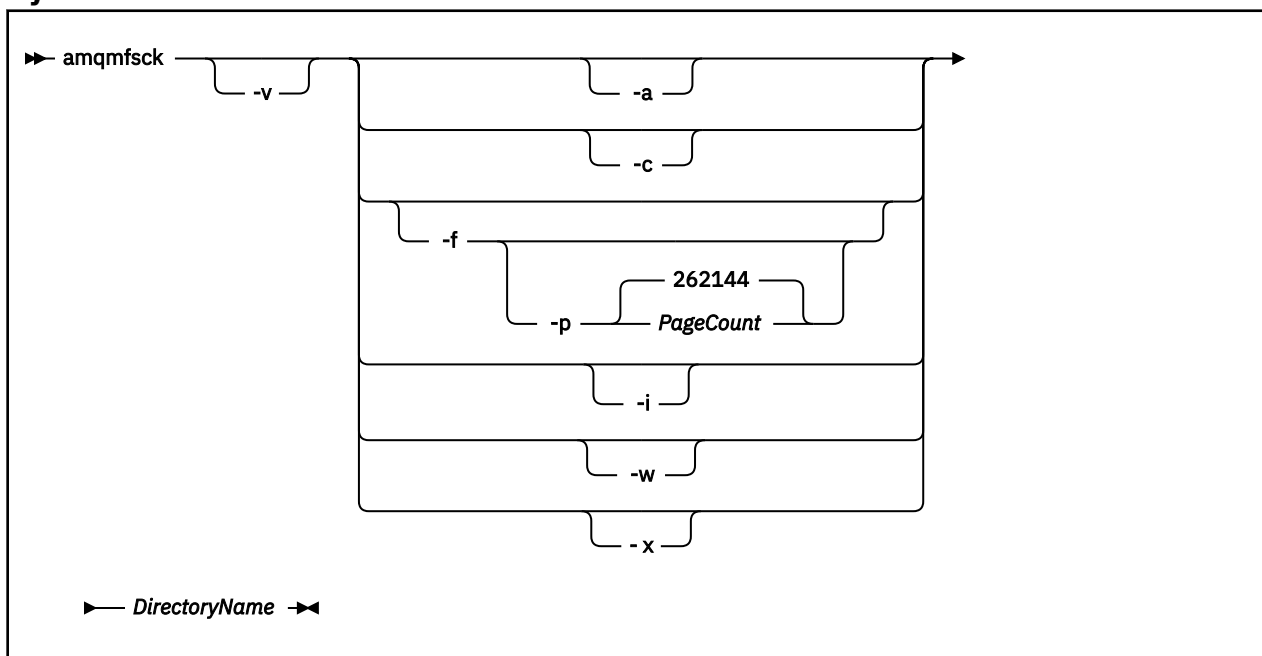 amqmfsck
-v
-a
-c
-f
262144
-p
PageCount
-i
-w
- x
DirectoryName